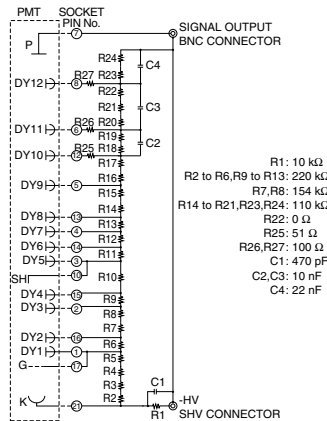 PMT
SOCKET
PIN No.
P
7
SIGNAL OUTPUT
BNC CONNECTOR
R24
C4
R27
R23
DY12
8
R22
R21
C3
R26
R20
DY11
6
R19
R25
R18
C2
DY10
12
R17
R16
DY9
5
R15
R14
DY8
13
R13
DY7
4
R12
DY6
14
R11
DY5
3
SH
10
R10
DY4
15
R9
DY3
2
R8
R7
DY2
16
R6
DY1
1
R5
G
17
R4
R3
C1
K
R2
21
R1
-HV
SHV CONNECTOR
R1: 10 kΩ
R2 to R6,R9 to R13: 220 kΩ
R7,R8: 154 kΩ
R14 to R21,R23,R24: 110 kΩ
R22: 0 Ω
R25: 51 Ω
R26,R27: 100 Ω
C1: 470 pF
C2,C3: 10 nF
C4: 22 nF